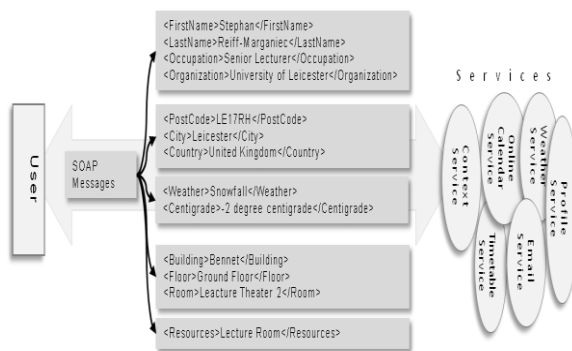 <FirstName>Stephan</FirstName>
<LastName>Reiff-Marganiec</LastName>
<Occupation>Senior Lecturer</Occupation>
<Organization>University of Leicester</Organization>
Services
<PostCode>LE17RH</PostCode>
<City>Leicester</City>
<Country>United Kingdom</Country>
User
SOAP
Messages
<Weather>Snowfall</Weather>
<Centigrade>-2 degree centigrade</Centigrade>
<Building>Bennet</Building>
<Floor>Ground Floor</Floor>
<Room>Leacture Theater 2</Room>
<Resources>Lecture Room</Resources>
Context
Service
Online
Calendar
Service
Weather
Service
Profile
Service
Timetable
Service
Email
Service